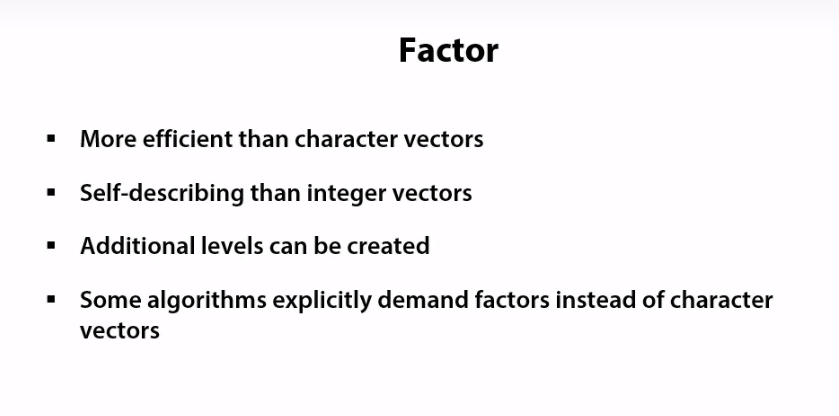 Factor
▪ More efficient than character vectors
▪ Self-describing than integer vectors
▪ Additional levels can be created
▪ Some algorithms explicitly demand factors instead of character
vectors